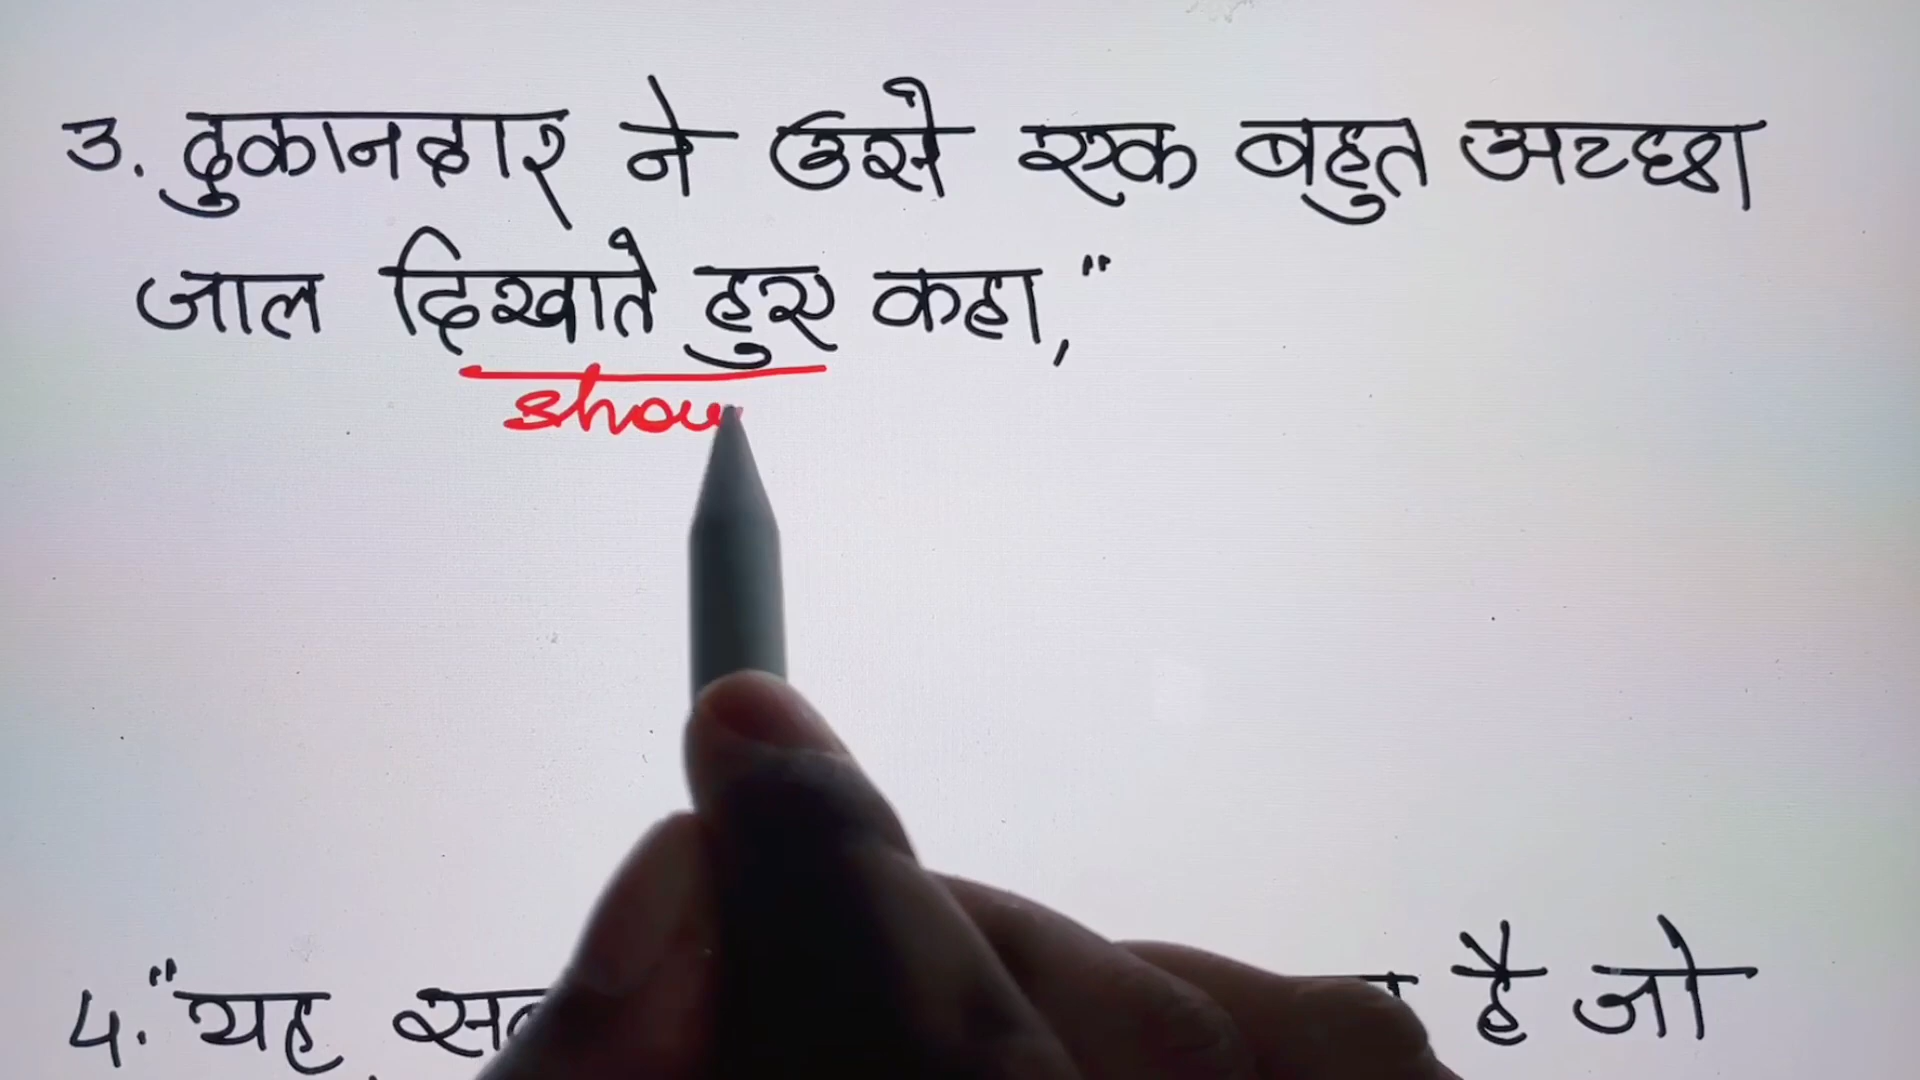 3. दुकानदार ने उसे एक बहुत अच्छा
जाल दिखाते हुए कहा,"
show
4. "यह है जो